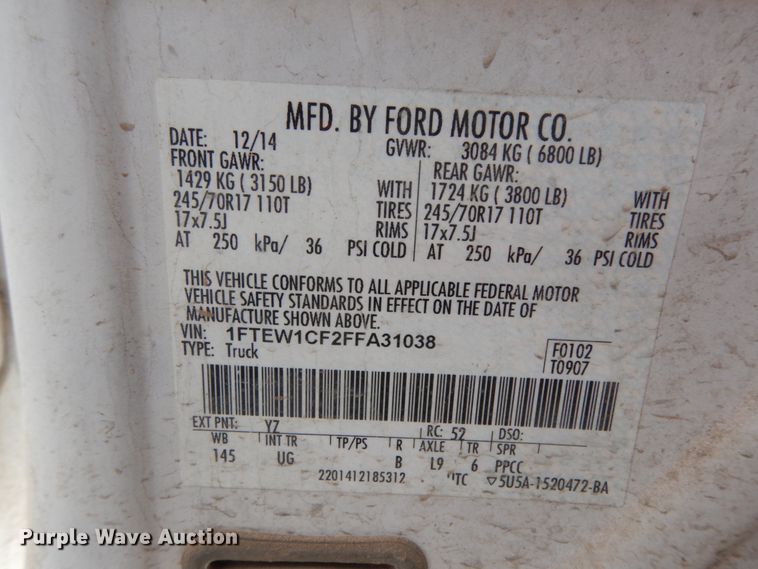 MFD. BY FORD MOTOR CO.
DATE: 12/14 GVWR: 3084 KG ( 6800 LB)
FRONT GAWR: REAR GAWR:
1429 KG ( 3150 LB) WITH 1724 KG ( 3800 LB) WITH
245/70R17 110T TIRES 245/70R17 110T TIRES
17x7.5J RIMS 17x7.5J RIMS
AT 250 kPa/ 36 PSI COLD AT 250 kPa/ 36 PSI COLD
THIS VEHICLE CONFORMS TO ALL APPLICABLE FEDERAL MOTOR
VEHICLE SAFETY STANDARDS IN EFFECT ON THE DATE OF
MANUFACTURE SHOWN ABOVE.
VIN: 1FTEW1CF2FFA31038 F0102
TYPE: Truck T0907
EXT PNT: YZ RC: 52 DSO:
WB INT TR TP/PS R AXLE TR SPR
145 UG B L9 6 PPCC
2201412185312 UTC ▽5U5A-1520472-BA
Purple Wave Auction